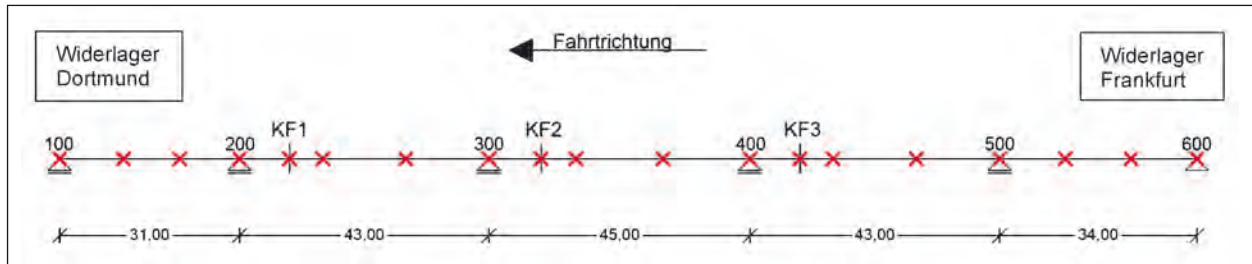 Widerlager
Dortmund
Fahrtrichtung
Widerlager
Frankfurt
100 200 KF1 300 KF2 400 KF3 500 600
31,00 43,00 45,00 43,00 34,00